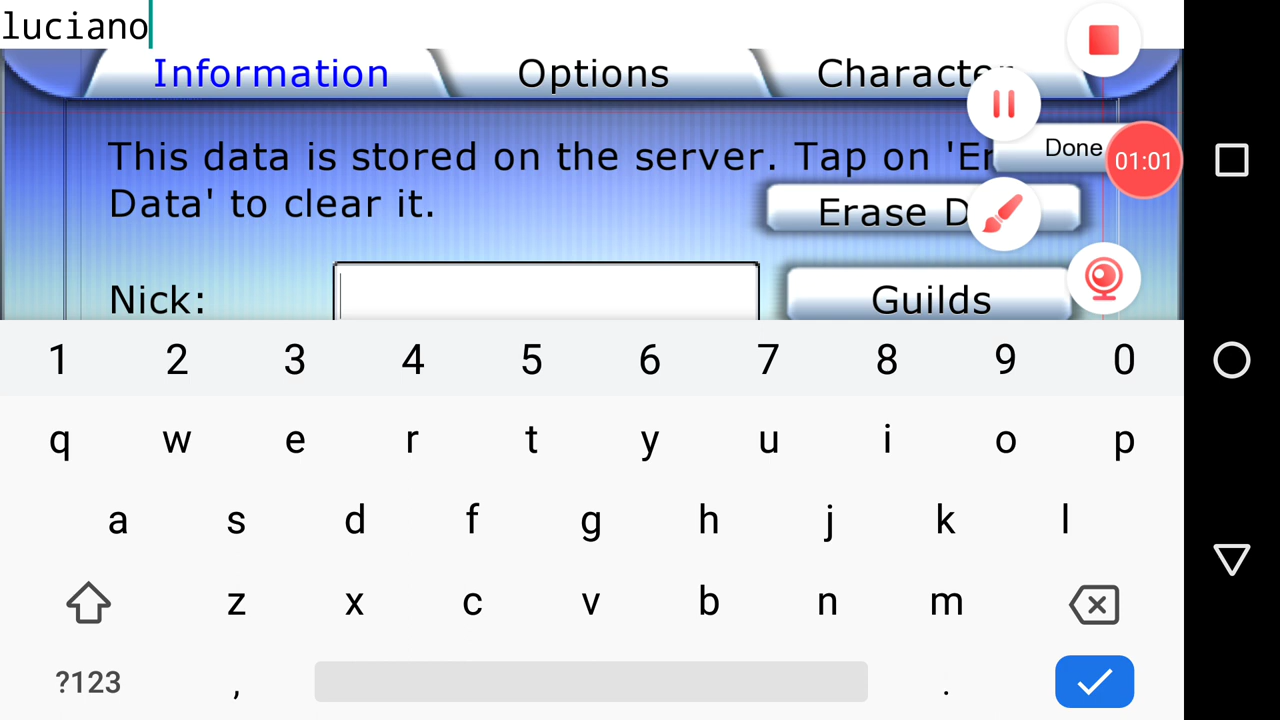 luciano
Information Options Character
This data is stored on the server. Tap on 'Er
Done 01:01
Data' to clear it.
Erase D
Nick: Guilds
1 2 3 4 5 6 7 8 9 0
q w e r t y u i o p
a s d f g h j k l
z x c v b n m
?123 , .